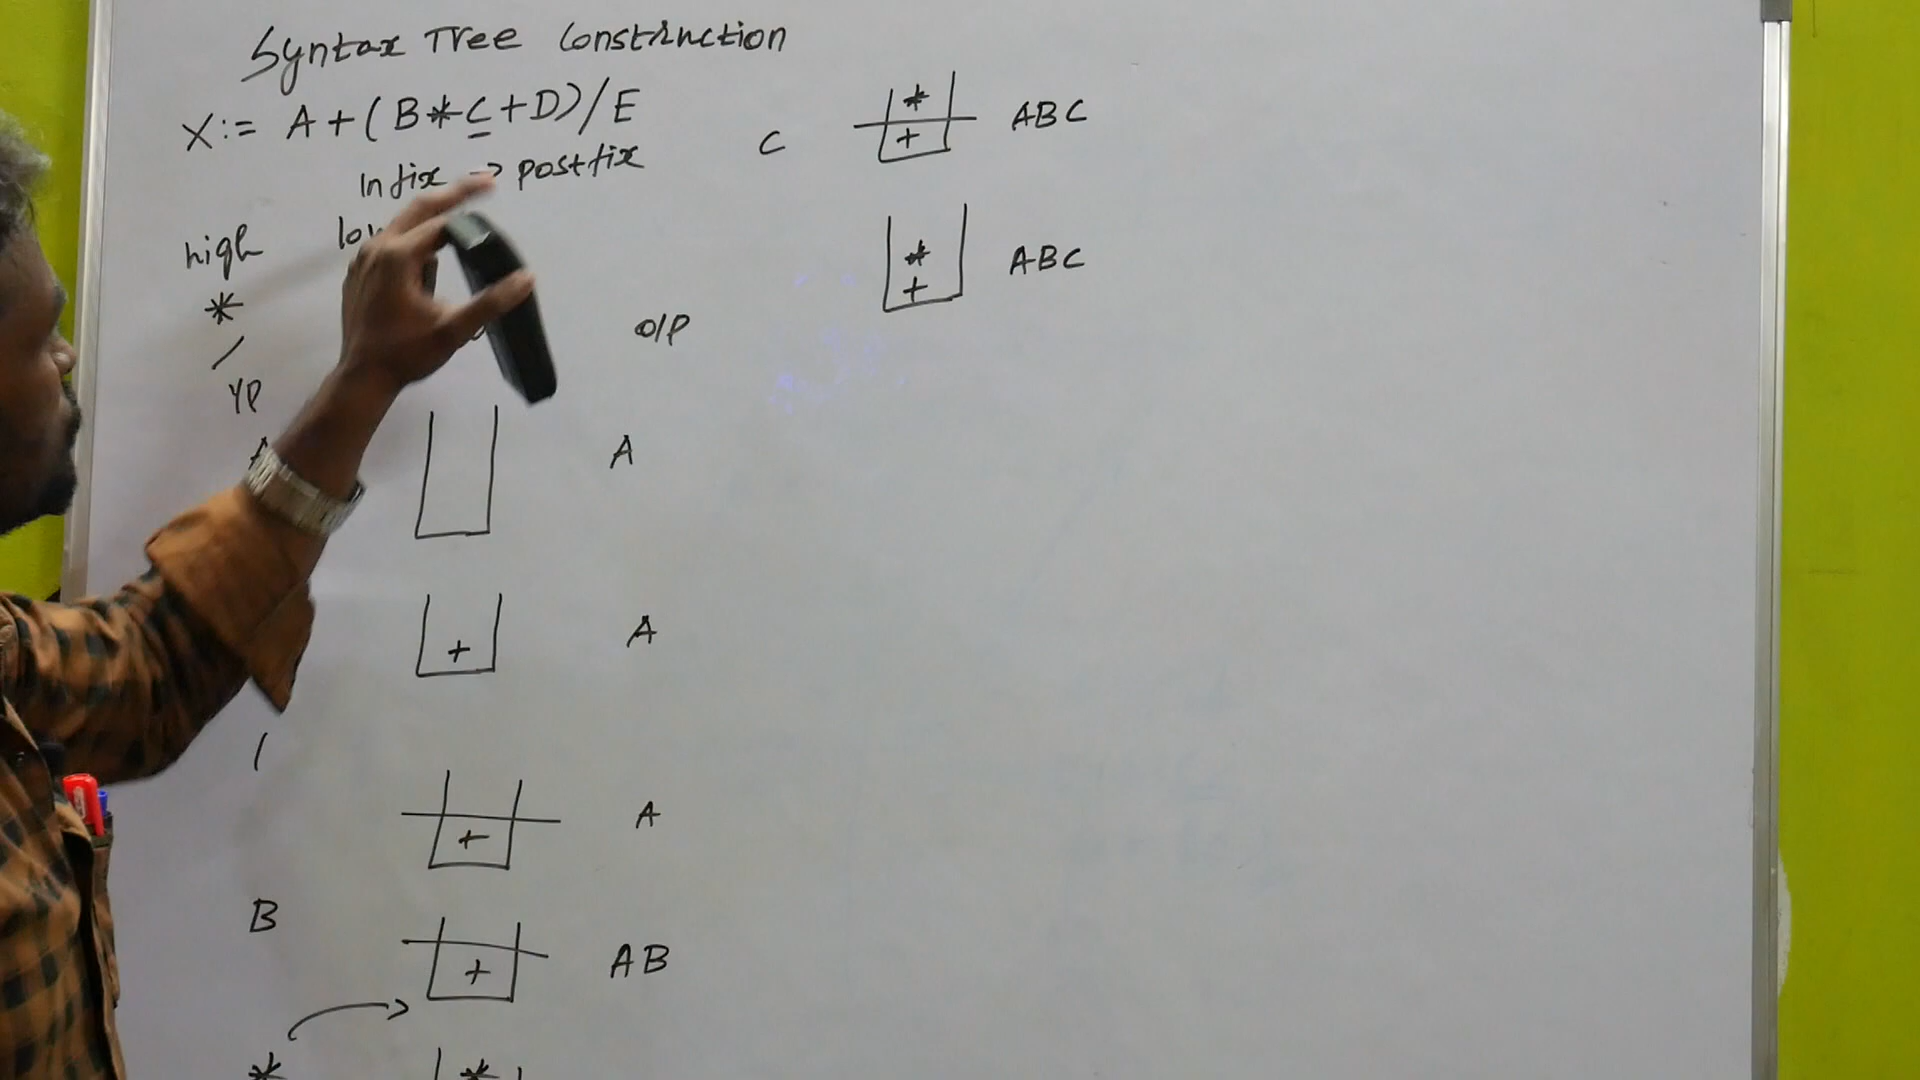 Syntax Tree Construction
X:= A+(B*C+D)/E
Infix → postfix
high
*
/
I/P O/P
A
+ A
( + A
B + AB
*
*
C * + ABC
* + ABC